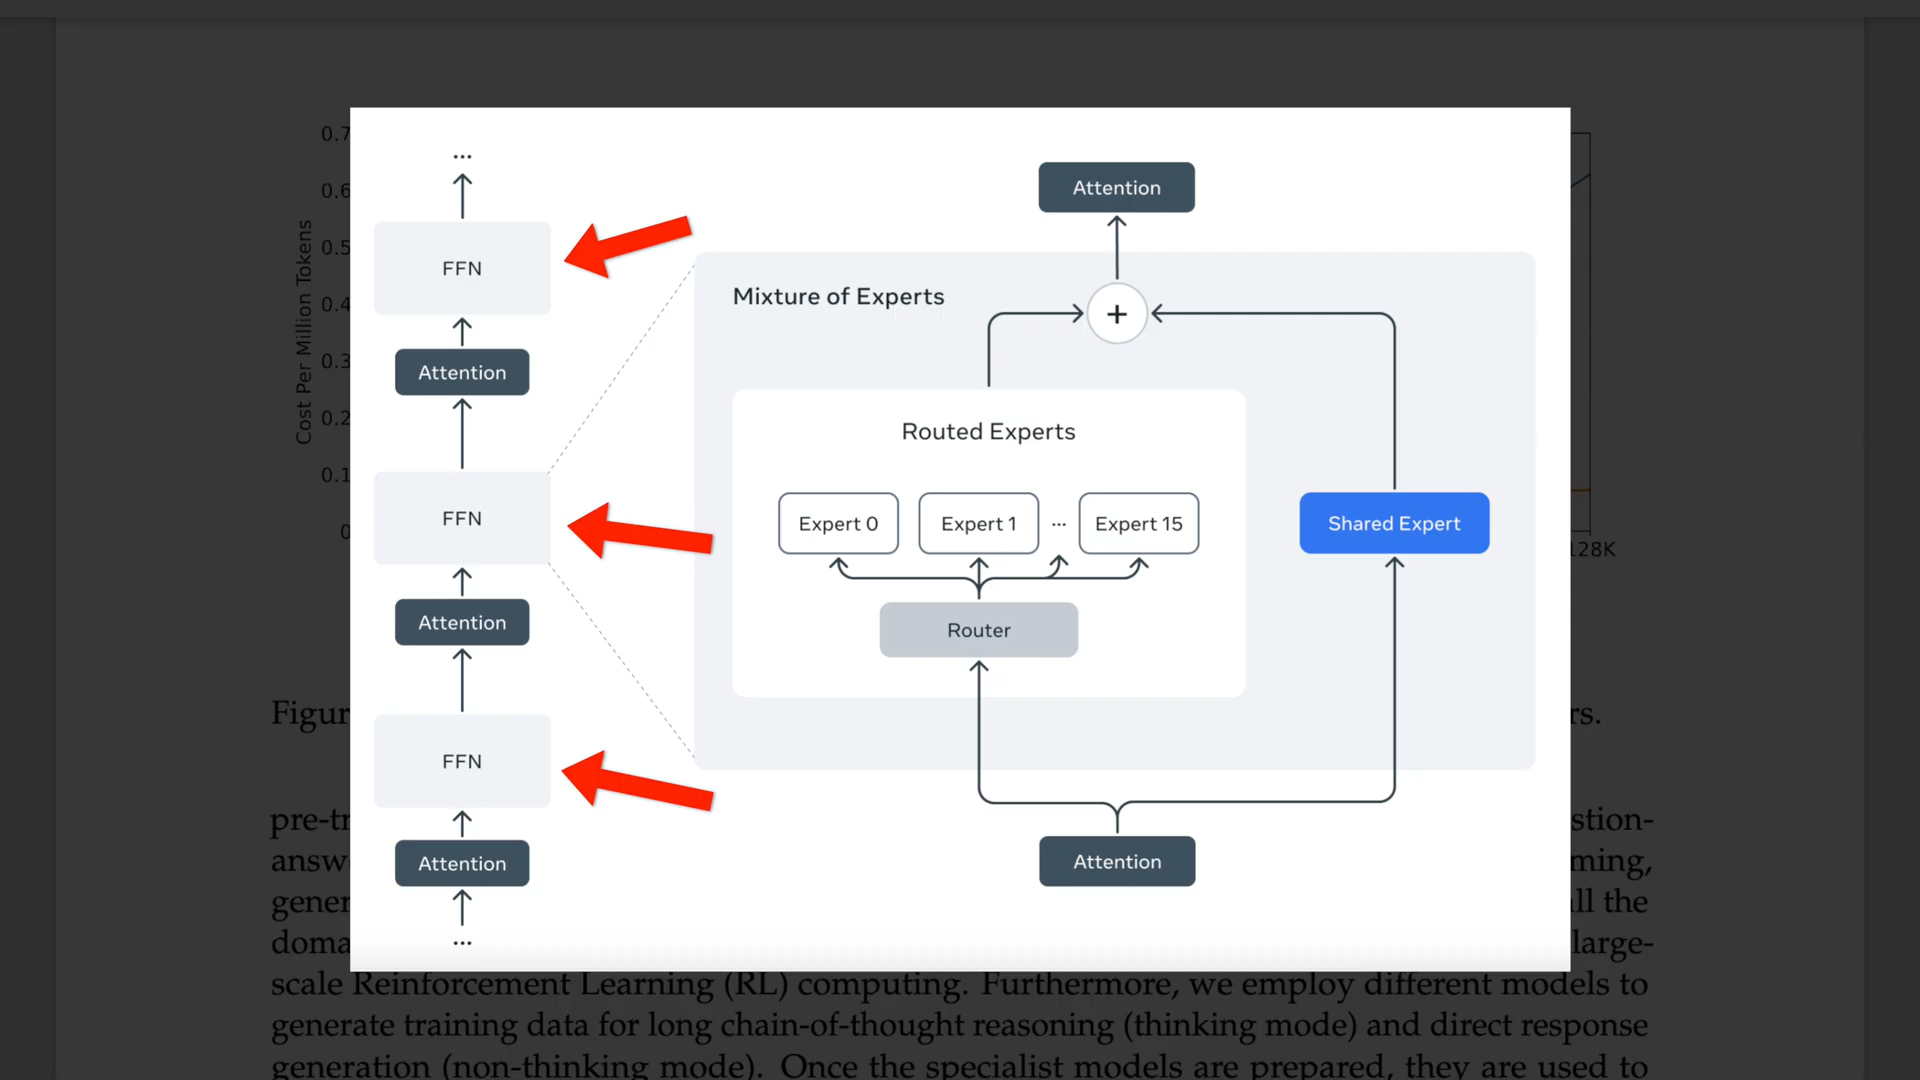 ...
FFN
Attention
FFN
Attention
FFN
Attention
...
Attention
+
Mixture of Experts
Routed Experts
Expert 0
Expert 1
...
Expert 15
Shared Expert
Router
Attention
Cost Per Million Tokens
0.7
0.6
0.5
0.4
0.3
0.2
0.1
0
128K
Figur
rs.
pre-tr
stion-
answ
ming,
gener
ll the
doma
large-
scale Reinforcement Learning (RL) computing. Furthermore, we employ different models to
generate training data for long chain-of-thought reasoning (thinking mode) and direct response
generation (non-thinking mode). Once the specialist models are prepared, they are used to